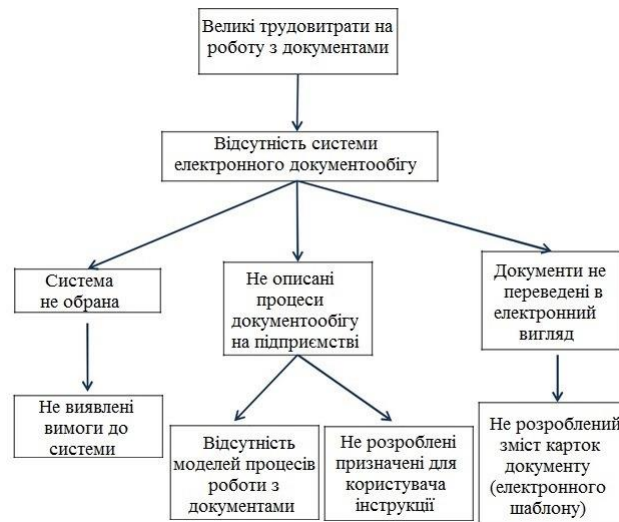 Великі трудовитрати на
роботу з документами
Відсутність системи
електронного документообігу
Система
не обрана
Не описані
процеси
документообігу
на підприємстві
Документи не
переведені в
електронний
вигляд
Не виявлені
вимоги до
системи
Відсутність
моделей процесів
роботи з
документами
Не розроблені
призначені для
користувача
інструкції
Не розроблений
зміст карток
документу
(електронного
шаблону)